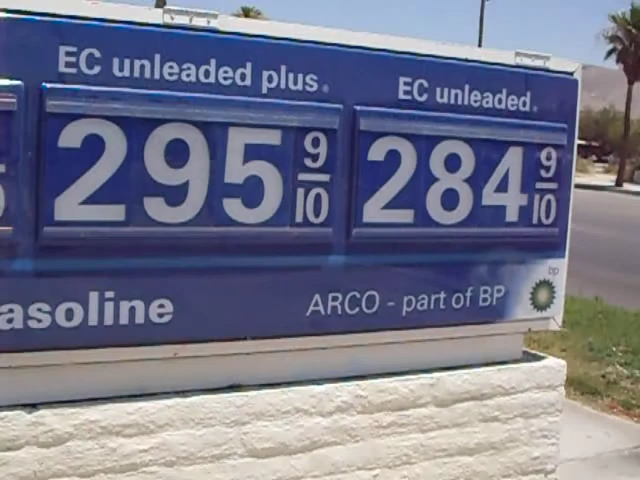 EC unleaded plus.
EC unleaded.
295 9/10
284 9/10
asoline
ARCO - part of BP
bp